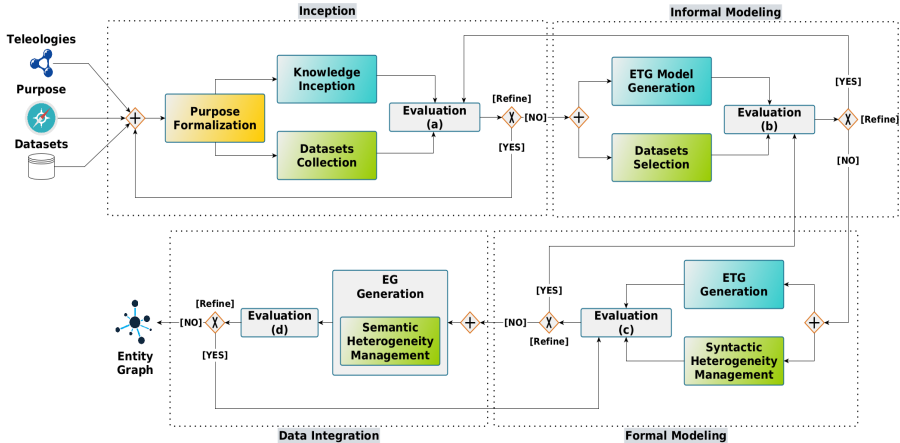 Inception
Informal Modeling
Teleologies
Purpose
Datasets
Purpose
Formalization
Knowledge
Inception
Datasets
Collection
Evaluation
(a)
[Refine]
[NO]
[YES]
ETG Model
Generation
Datasets
Selection
Evaluation
(b)
[YES]
[Refine]
[NO]
Entity
Graph
[NO]
[Refine]
[YES]
Evaluation
(d)
EG
Generation
Semantic
Heterogeneity
Management
[NO]
[YES]
[Refine]
Evaluation
(c)
ETG
Generation
Syntactic
Heterogeneity
Management
Data Integration
Formal Modeling